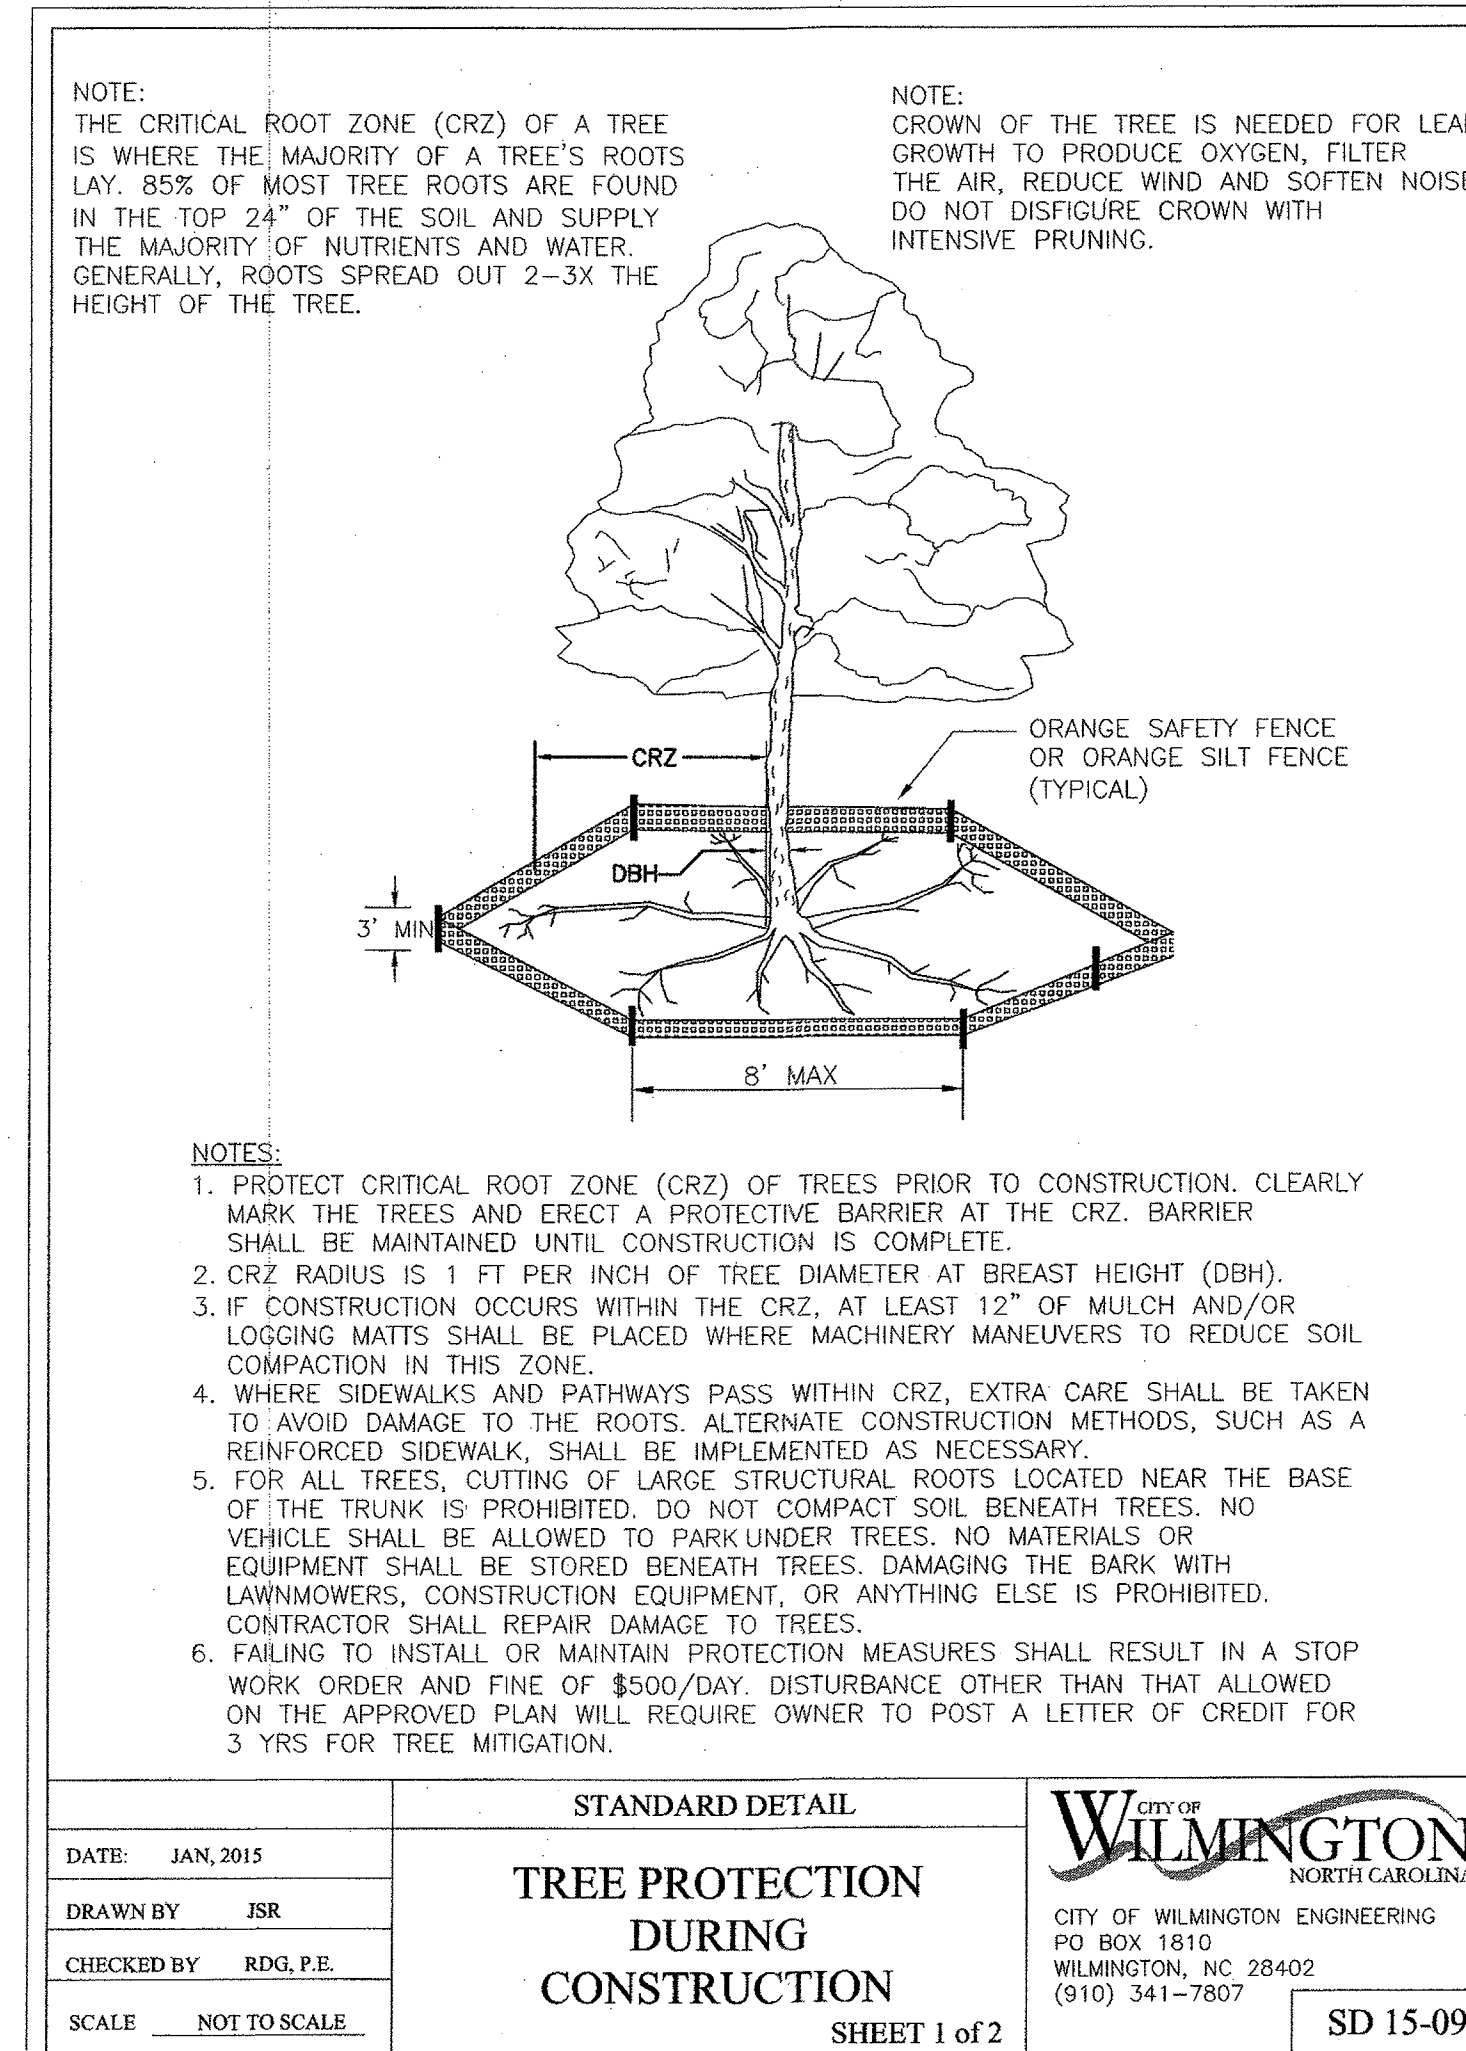 NOTE:
THE CRITICAL ROOT ZONE (CRZ) OF A TREE
IS WHERE THE MAJORITY OF A TREE'S ROOTS
LAY. 85% OF MOST TREE ROOTS ARE FOUND
IN THE TOP 24" OF THE SOIL AND SUPPLY
THE MAJORITY OF NUTRIENTS AND WATER.
GENERALLY, ROOTS SPREAD OUT 2-3X THE
HEIGHT OF THE TREE.
NOTE:
CROWN OF THE TREE IS NEEDED FOR
GROWTH TO PRODUCE OXYGEN, FILTER
THE AIR, REDUCE WIND AND SOFTEN NOISE
DO NOT DISFIGURE CROWN WITH
INTENSIVE PRUNING.
ORANGE SAFETY FENCE
OR ORANGE SILT FENCE
(TYPICAL)
CRZ
DBH
3' MIN
8' MAX
NOTES:
1. PROTECT CRITICAL ROOT ZONE (CRZ) OF TREES PRIOR TO CONSTRUCTION. CLEARLY
MARK THE TREES AND ERECT A PROTECTIVE BARRIER AT THE CRZ. BARRIER
SHALL BE MAINTAINED UNTIL CONSTRUCTION IS COMPLETE.
2. CRZ RADIUS IS 1 FT PER INCH OF TREE DIAMETER AT BREAST HEIGHT (DBH).
3. IF CONSTRUCTION OCCURS WITHIN THE CRZ, AT LEAST 12" OF MULCH AND/OR
LOGGING MATTS SHALL BE PLACED WHERE MACHINERY MANEUVERS TO REDUCE SOIL
COMPACTION IN THIS ZONE.
4. WHERE SIDEWALKS AND PATHWAYS PASS WITHIN CRZ, EXTRA CARE SHALL BE TAKEN
TO AVOID DAMAGE TO THE ROOTS. ALTERNATE CONSTRUCTION METHODS, SUCH AS A
REINFORCED SIDEWALK, SHALL BE IMPLEMENTED AS NECESSARY.
5. FOR ALL TREES, CUTTING OF LARGE STRUCTURAL ROOTS LOCATED NEAR THE BASE
OF THE TRUNK IS PROHIBITED. DO NOT COMPACT SOIL BENEATH TREES. NO
VEHICLE SHALL BE ALLOWED TO PARK UNDER TREES. NO MATERIALS OR
EQUIPMENT SHALL BE STORED BENEATH TREES. DAMAGING THE BARK WITH
LAWNMOWERS, CONSTRUCTION EQUIPMENT, OR ANYTHING ELSE IS PROHIBITED.
CONTRACTOR SHALL REPAIR DAMAGE TO TREES.
6. FAILING TO INSTALL OR MAINTAIN PROTECTION MEASURES SHALL RESULT IN A STOP
WORK ORDER AND FINE OF $500/DAY. DISTURBANCE OTHER THAN THAT ALLOWED
ON THE APPROVED PLAN WILL REQUIRE OWNER TO POST A LETTER OF CREDIT FOR
3 YRS FOR TREE MITIGATION.
DATE: JAN, 2015
DRAWN BY JSR
CHECKED BY RDG, P.E.
SCALE NOT TO SCALE
STANDARD DETAIL
TREE PROTECTION
DURING
CONSTRUCTION
SHEET 1 of 2
CITY OF
WILMINGTON
NORTH CAROLINA
CITY OF WILMINGTON ENGINEERING
PO BOX 1810
WILMINGTON, NC 28402
(910) 341-7807
SD 15-09